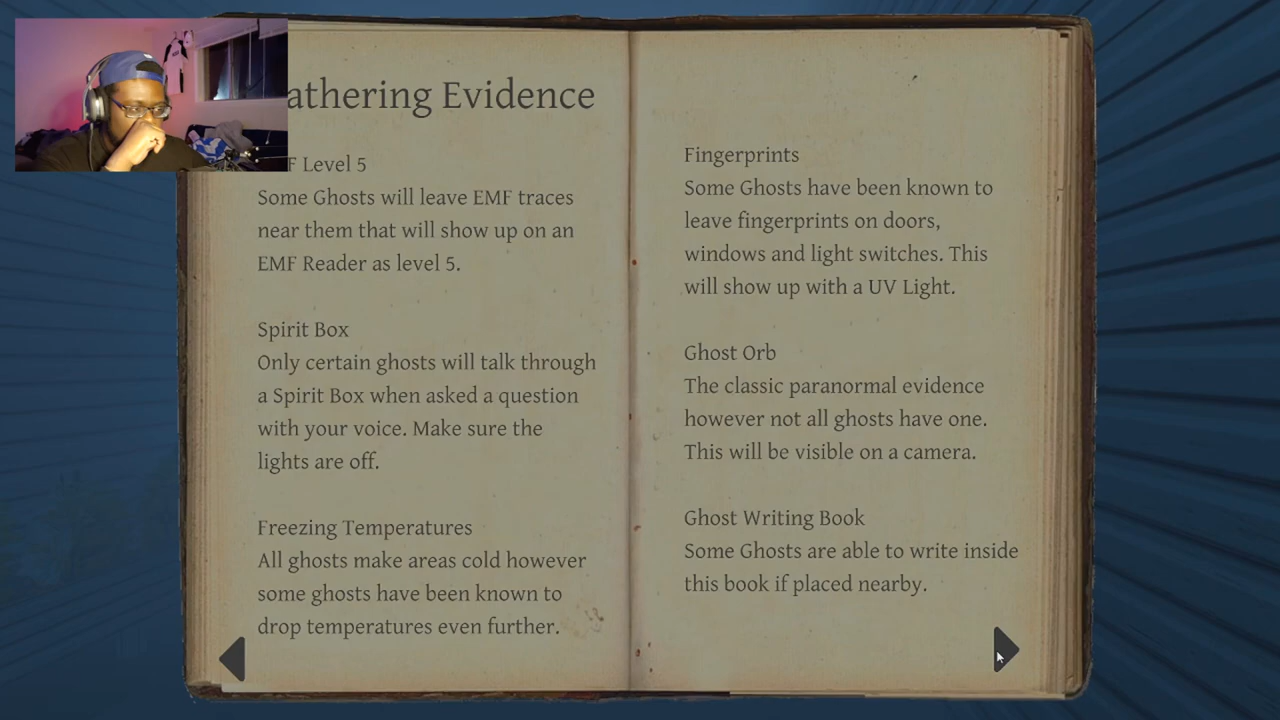 athering Evidence
F Level 5
Some Ghosts will leave EMF traces
near them that will show up on an
EMF Reader as level 5.
Spirit Box
Only certain ghosts will talk through
a Spirit Box when asked a question
with your voice. Make sure the
lights are off.
Freezing Temperatures
All ghosts make areas cold however
some ghosts have been known to
drop temperatures even further.
Fingerprints
Some Ghosts have been known to
leave fingerprints on doors,
windows and light switches. This
will show up with a UV Light.
Ghost Orb
The classic paranormal evidence
however not all ghosts have one.
This will be visible on a camera.
Ghost Writing Book
Some Ghosts are able to write inside
this book if placed nearby.